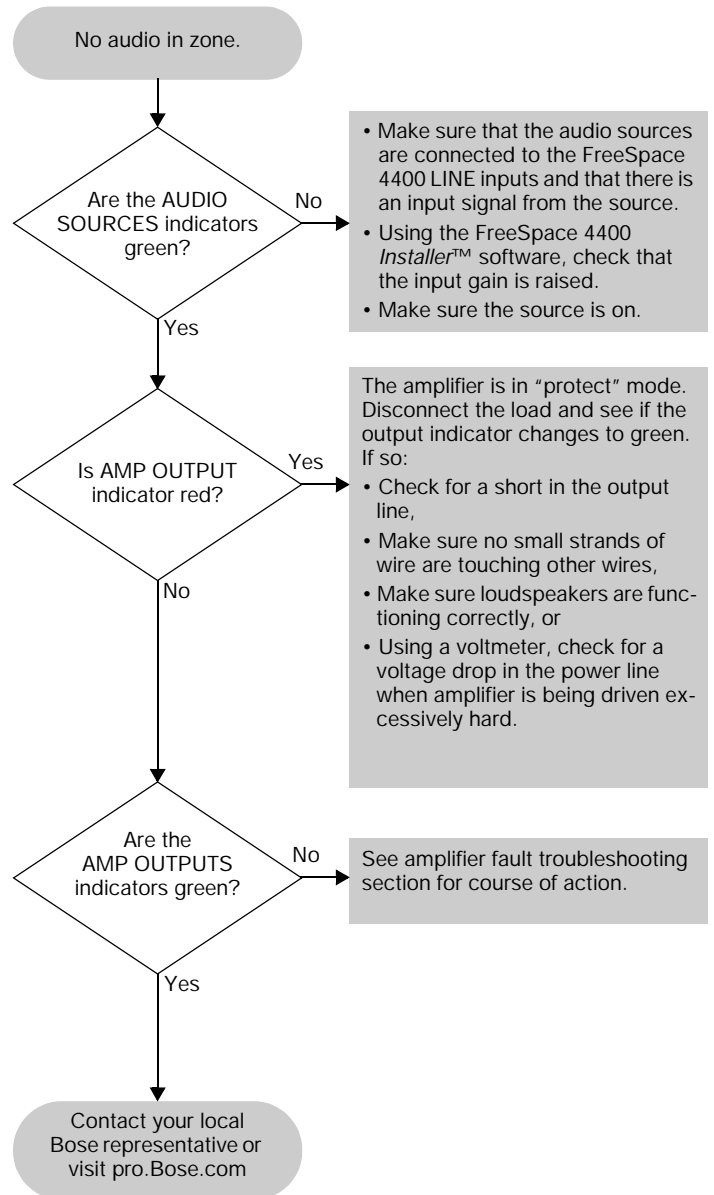 No audio in zone.
Are the AUDIO
SOURCES indicators
green?
No
• Make sure that the audio sources
are connected to the FreeSpace
4400 LINE inputs and that there is
an input signal from the source.
• Using the FreeSpace 4400
Installer™ software, check that
the input gain is raised.
• Make sure the source is on.
Yes
Is AMP OUTPUT
indicator red?
Yes
The amplifier is in “protect” mode.
Disconnect the load and see if the
output indicator changes to green.
If so:
• Check for a short in the output
line,
• Make sure no small strands of
wire are touching other wires,
• Make sure loudspeakers are func-
tioning correctly, or
• Using a voltmeter, check for a
voltage drop in the power line
when amplifier is being driven ex-
cessively hard.
No
Are the
AMP OUTPUTS
indicators green?
No
See amplifier fault troubleshooting
section for course of action.
Yes
Contact your local
Bose representative or
visit pro.Bose.com